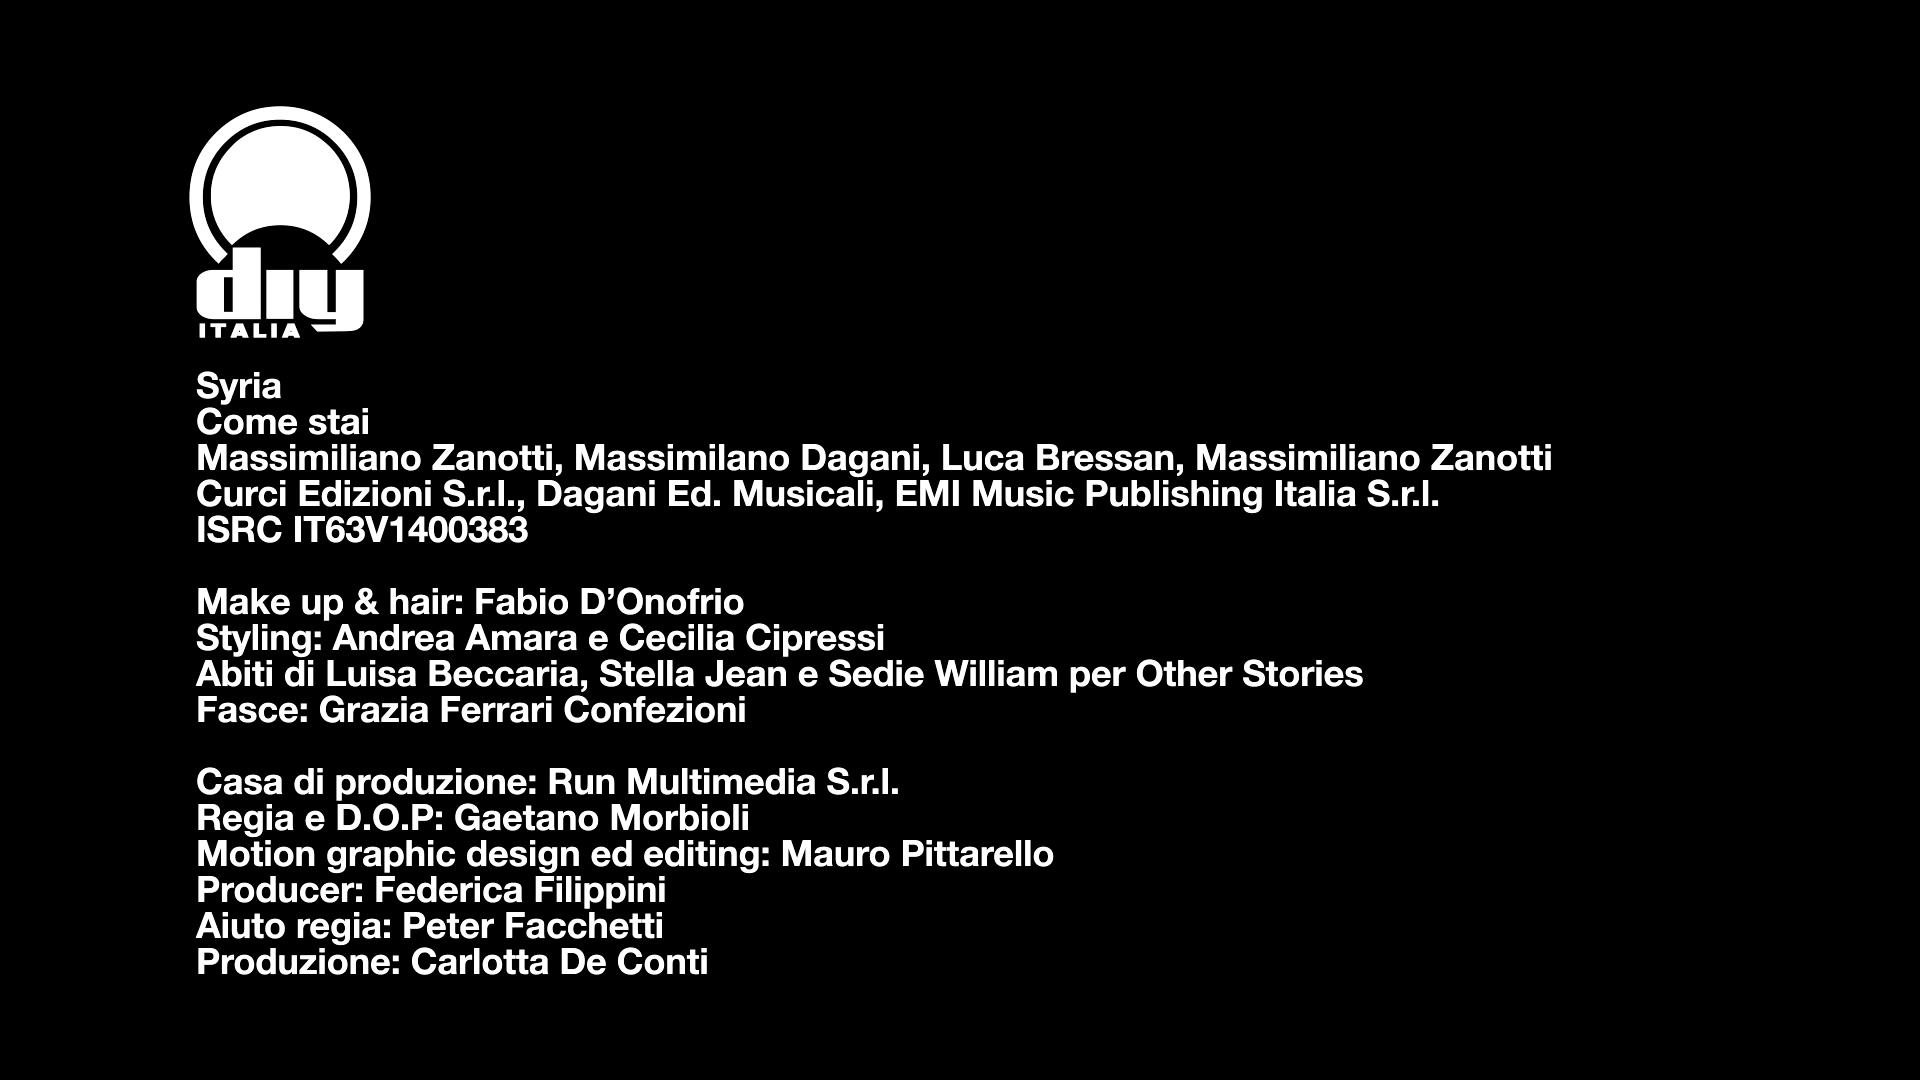 diy
ITALIA
Syria
Come stai
Massimiliano Zanotti, Massimilano Dagani, Luca Bressan, Massimiliano Zanotti
Curci Edizioni S.r.l., Dagani Ed. Musicali, EMI Music Publishing Italia S.r.l.
ISRC IT63V1400383
Make up & hair: Fabio D’Onofrio
Styling: Andrea Amara e Cecilia Cipressi
Abiti di Luisa Beccaria, Stella Jean e Sedie William per Other Stories
Fasce: Grazia Ferrari Confezioni
Casa di produzione: Run Multimedia S.r.l.
Regia e D.O.P: Gaetano Morbioli
Motion graphic design ed editing: Mauro Pittarello
Producer: Federica Filippini
Aiuto regia: Peter Facchetti
Produzione: Carlotta De Conti